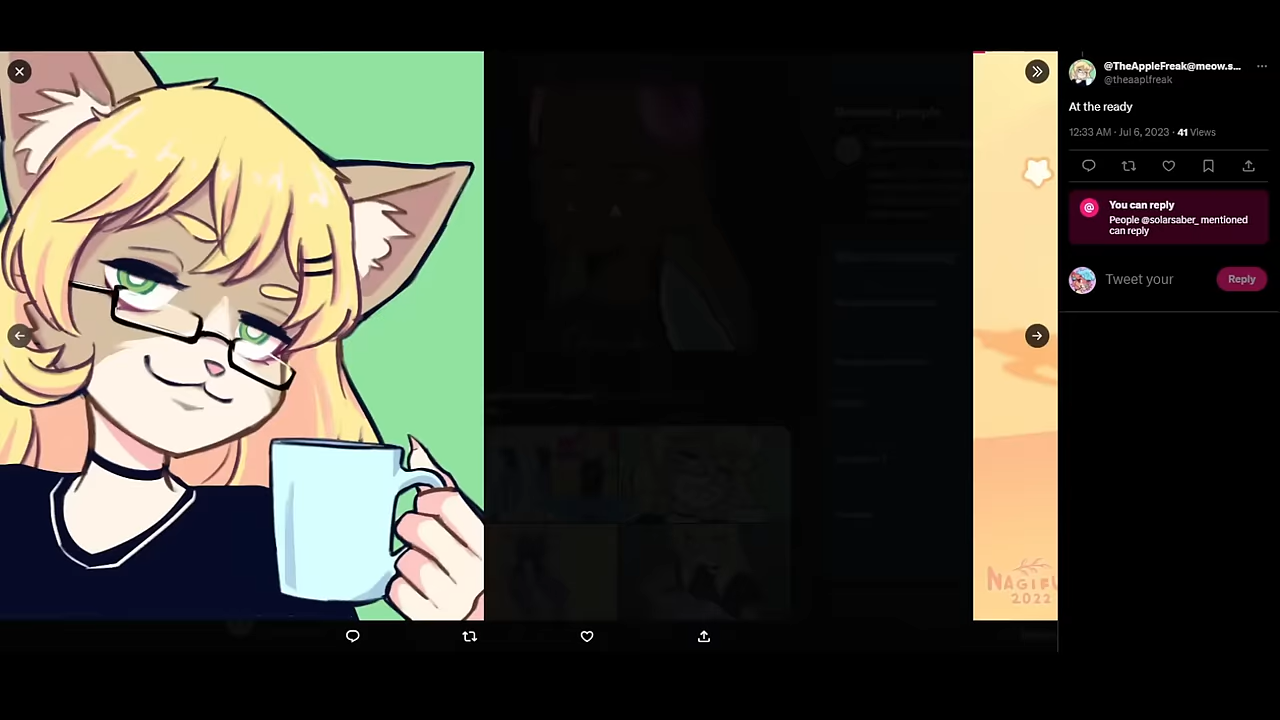 @TheAppleFreak@meow.s...
@theaaplfreak
At the ready
12:33 AM · Jul 6, 2023 · 41 Views
You can reply
People @solarsaber_ mentioned
can reply
Tweet your
Reply
2022